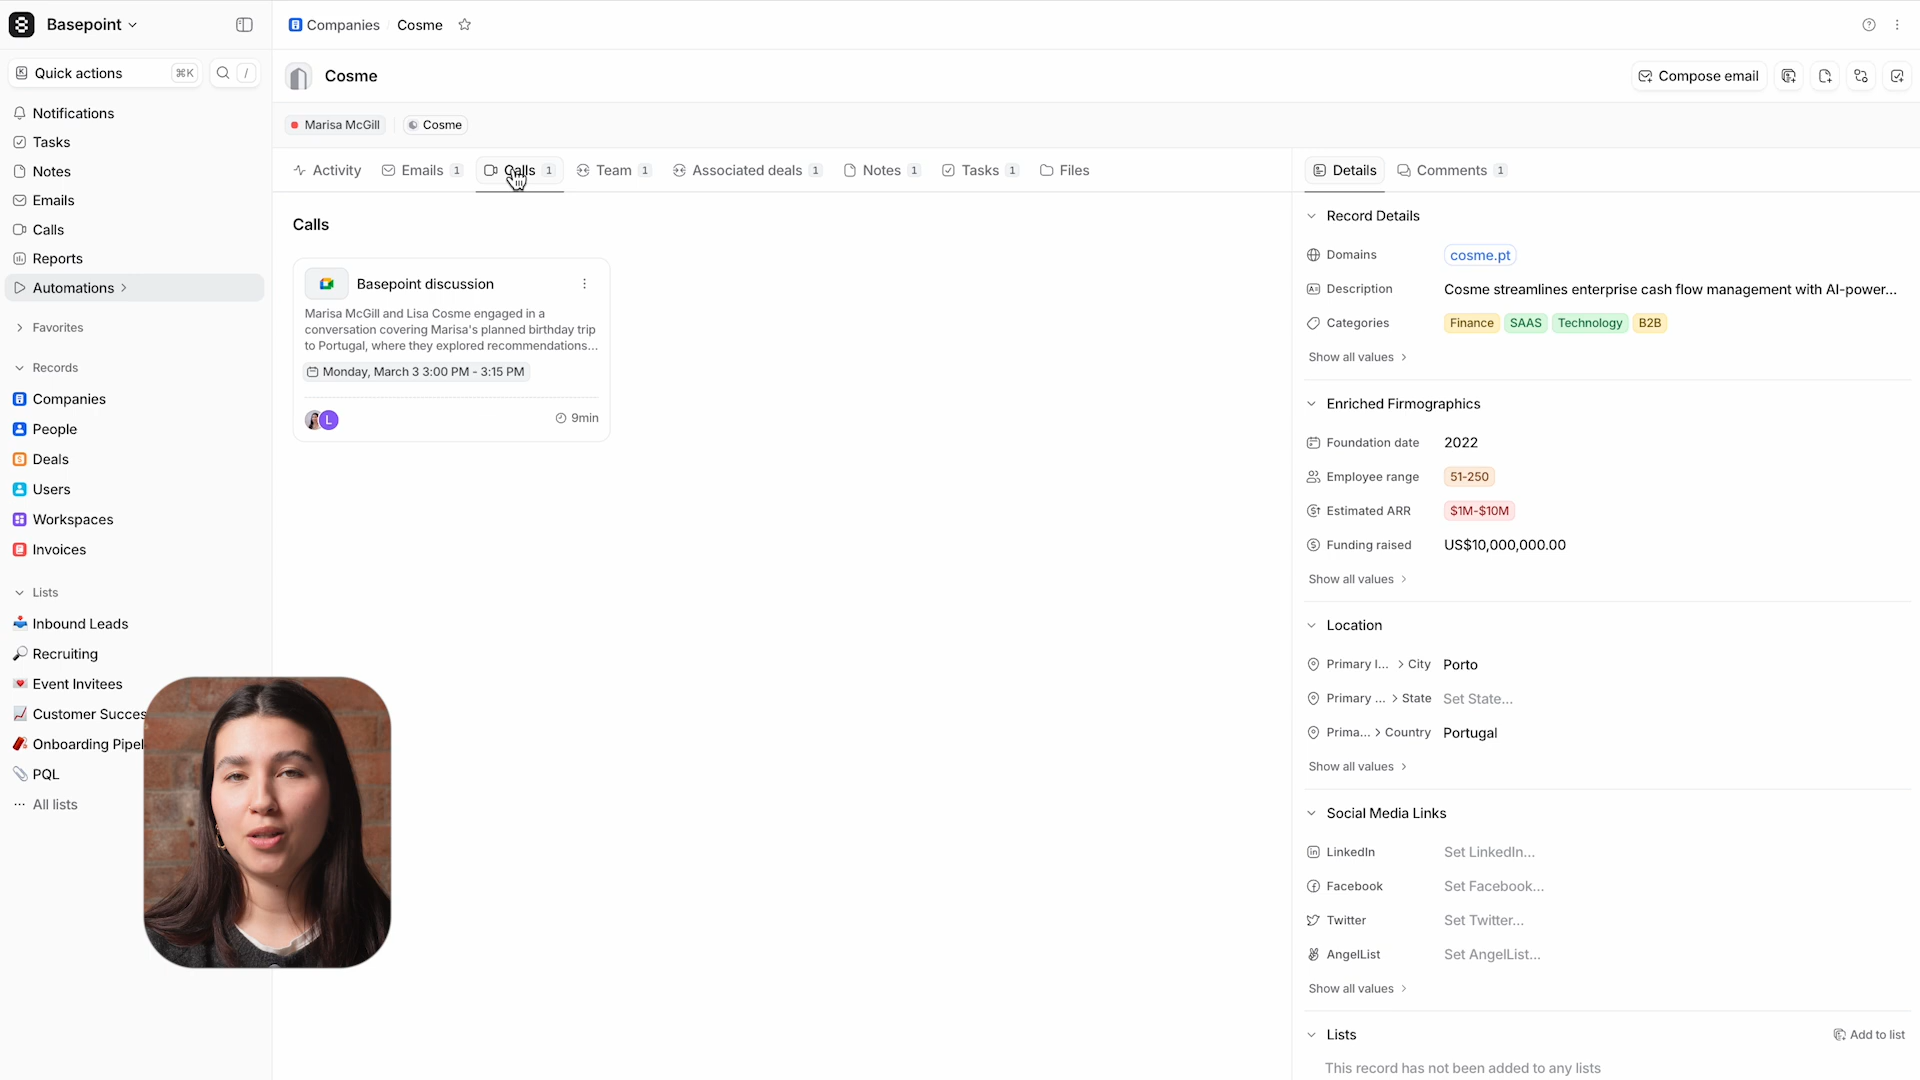 Basepoint
Companies / Cosme
Quick actions ⌘K /
Cosme
Compose email
Notifications
Tasks
Notes
Emails
Calls
Reports
Automations
Favorites
Records
Companies
People
Deals
Users
Workspaces
Invoices
Lists
Inbound Leads
Recruiting
Event Invitees
Customer Succes
Onboarding Pipel
PQL
All lists
Marisa McGill
Cosme
Activity
Emails 1
Calls 1
Team 1
Associated deals 1
Notes 1
Tasks 1
Files
Calls
Basepoint discussion
Marisa McGill and Lisa Cosme engaged in a
conversation covering Marisa's planned birthday trip
to Portugal, where they explored recommendations...
Monday, March 3 3:00 PM - 3:15 PM
L
9min
Details
Comments 1
Record Details
Domains cosme.pt
Description Cosme streamlines enterprise cash flow management with AI-power...
Categories Finance SAAS Technology B2B
Show all values
Enriched Firmographics
Foundation date 2022
Employee range 51-250
Estimated ARR $1M-$10M
Funding raised US$10,000,000.00
Show all values
Location
Primary l... > City Porto
Primary ... > State Set State...
Prima... > Country Portugal
Show all values
Social Media Links
LinkedIn Set LinkedIn...
Facebook Set Facebook...
Twitter Set Twitter...
AngelList Set AngelList...
Show all values
Lists
Add to list
This record has not been added to any lists